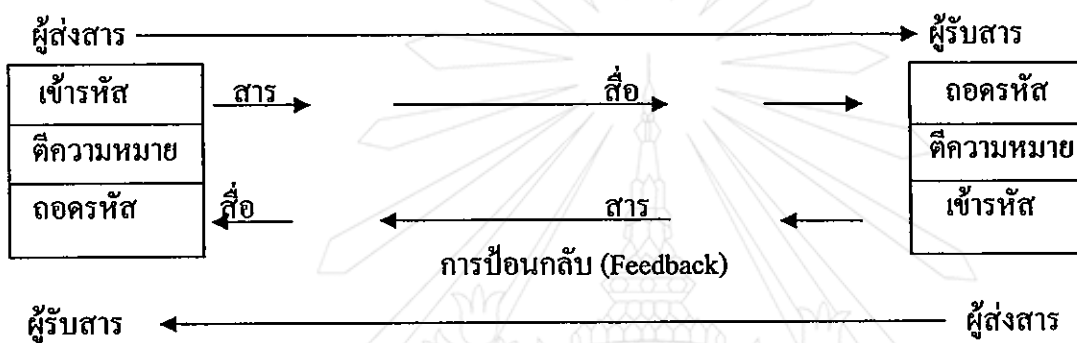 ผู้ส่งสาร ผู้รับสาร
เข้ารหัส สาร สื่อ ถอดรหัส
ตีความหมาย ตีความหมาย
ถอดรหัส สื่อ สาร เข้ารหัส
การป้อนกลับ (Feedback)
ผู้รับสาร ผู้ส่งสาร